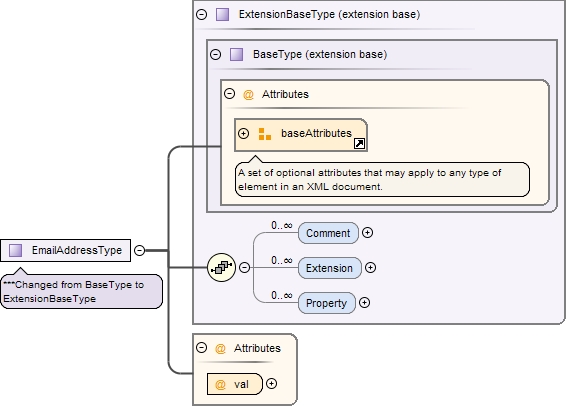 ExtensionBaseType (extension base)
BaseType (extension base)
@ Attributes
baseAttributes
A set of optional attributes that may apply to any type of
element in an XML document.
EmailAddressType
***Changed from BaseType to
ExtensionBaseType
0..∞
Comment
0..∞
Extension
0..∞
Property
@ Attributes
@ val